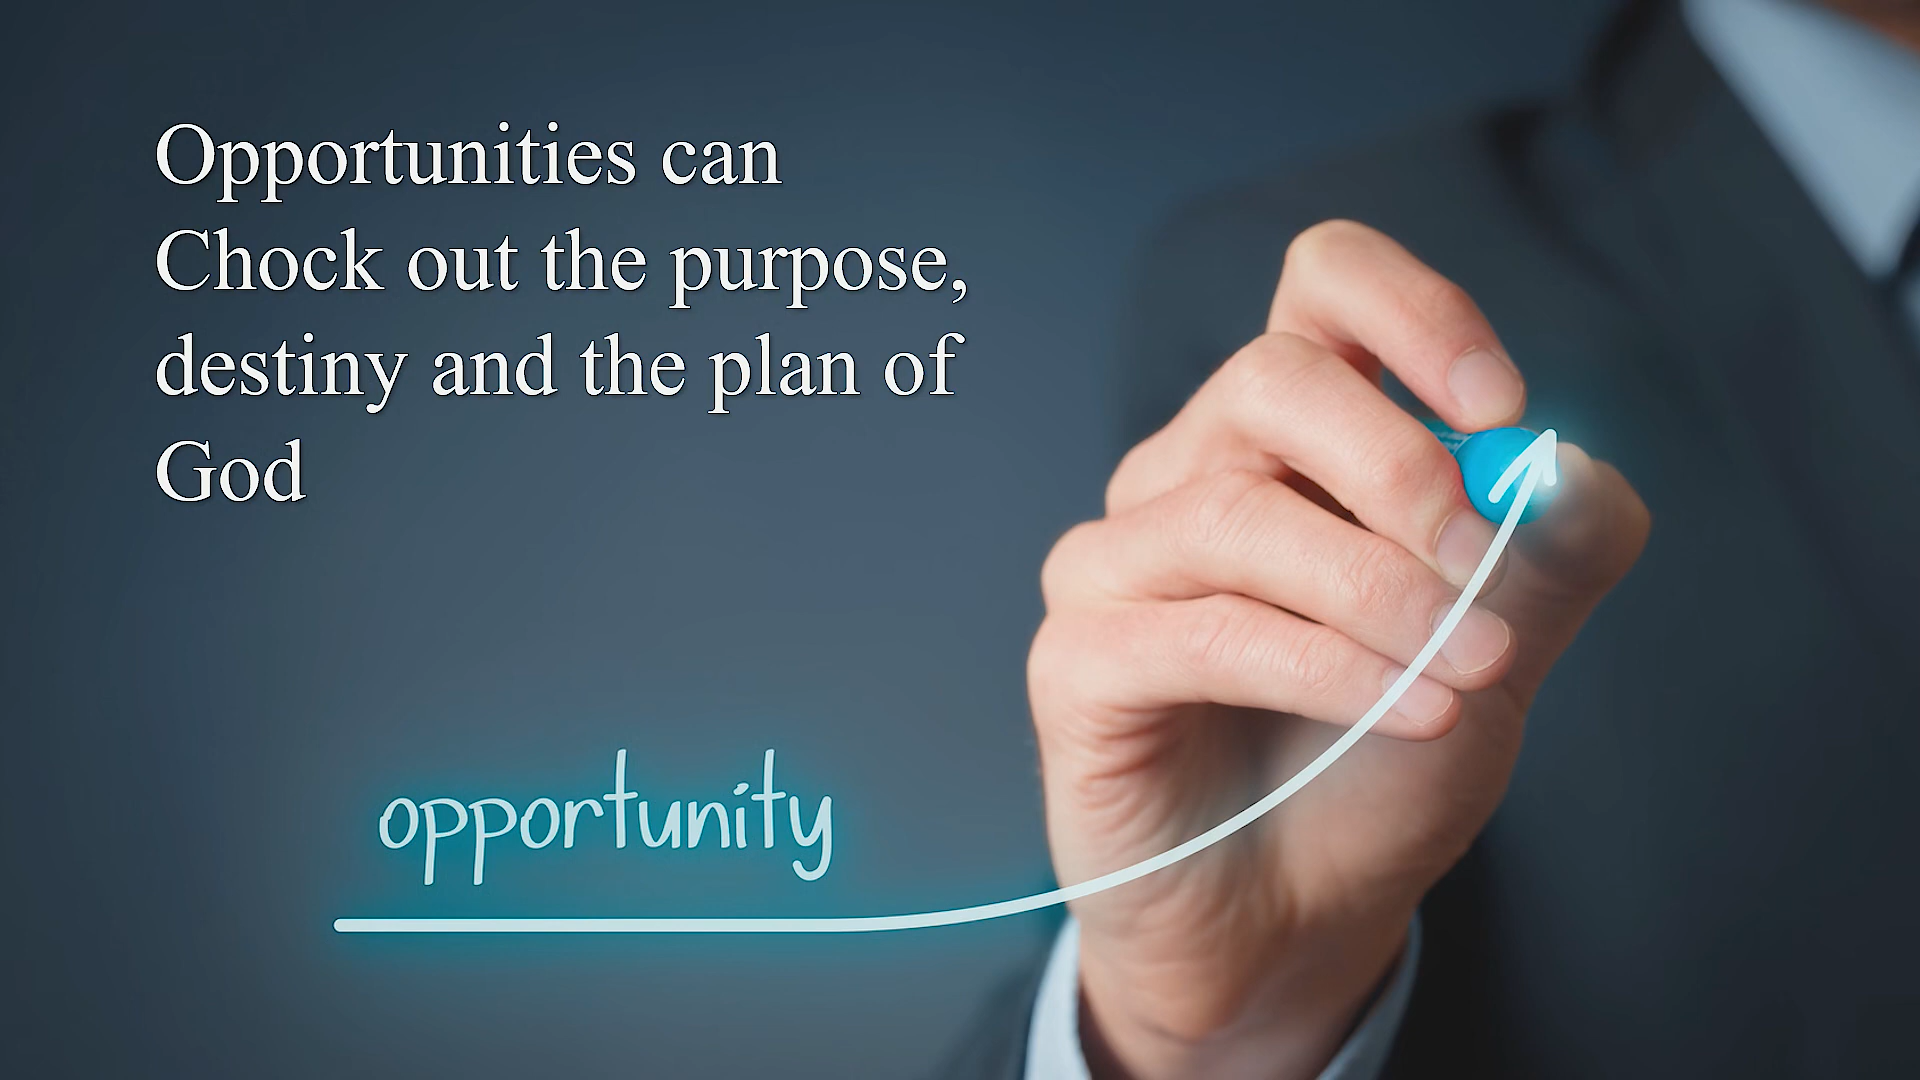 Opportunities can
Chock out the purpose,
destiny and the plan of
God
opportunity